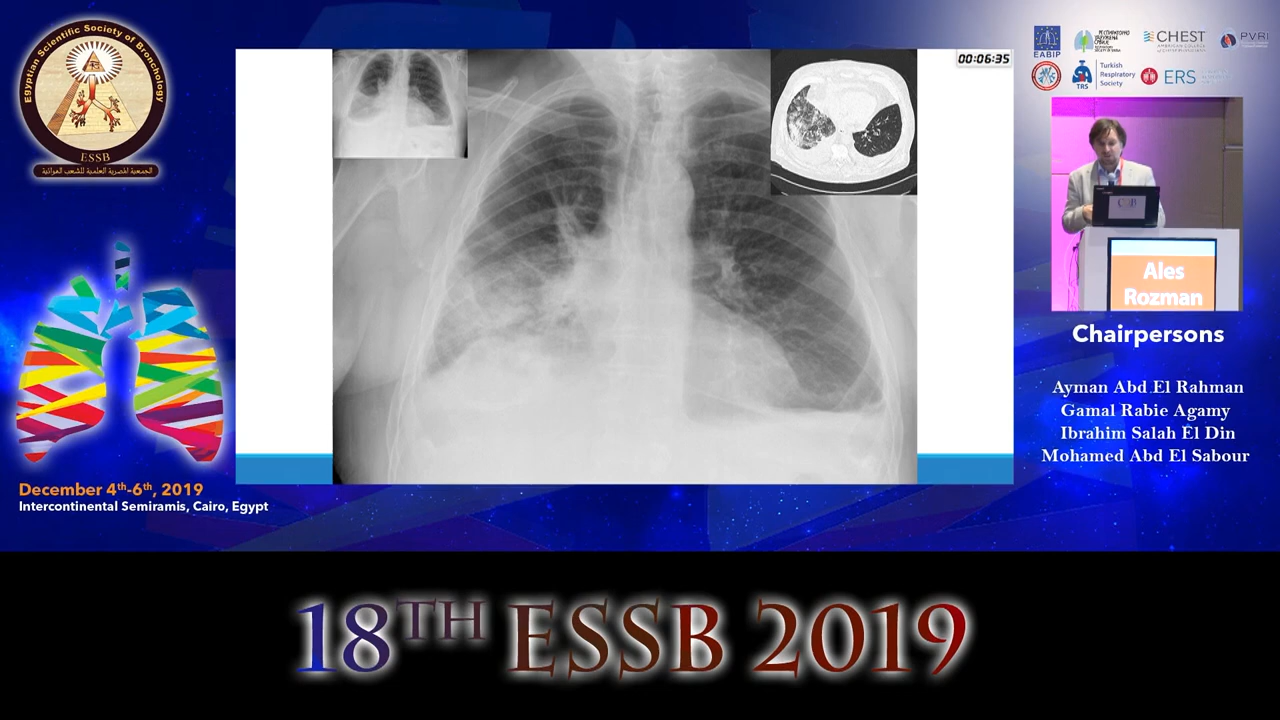 Egyptian Scientific Society of Bronchology
ESSB
الجمعية المصرية العلمية للشعب الهوائية
December 4th-6th, 2019
Intercontinental Semiramis, Cairo, Egypt
00:06:35
EABIP
CHEST
PVRI
TRS
Turkish
Respiratory
Society
ERS
Ales
Rozman
Chairpersons
Ayman Abd El Rahman
Gamal Rabie Agamy
Ibrahim Salah El Din
Mohamed Abd El Sabour
18TH ESSB 2019